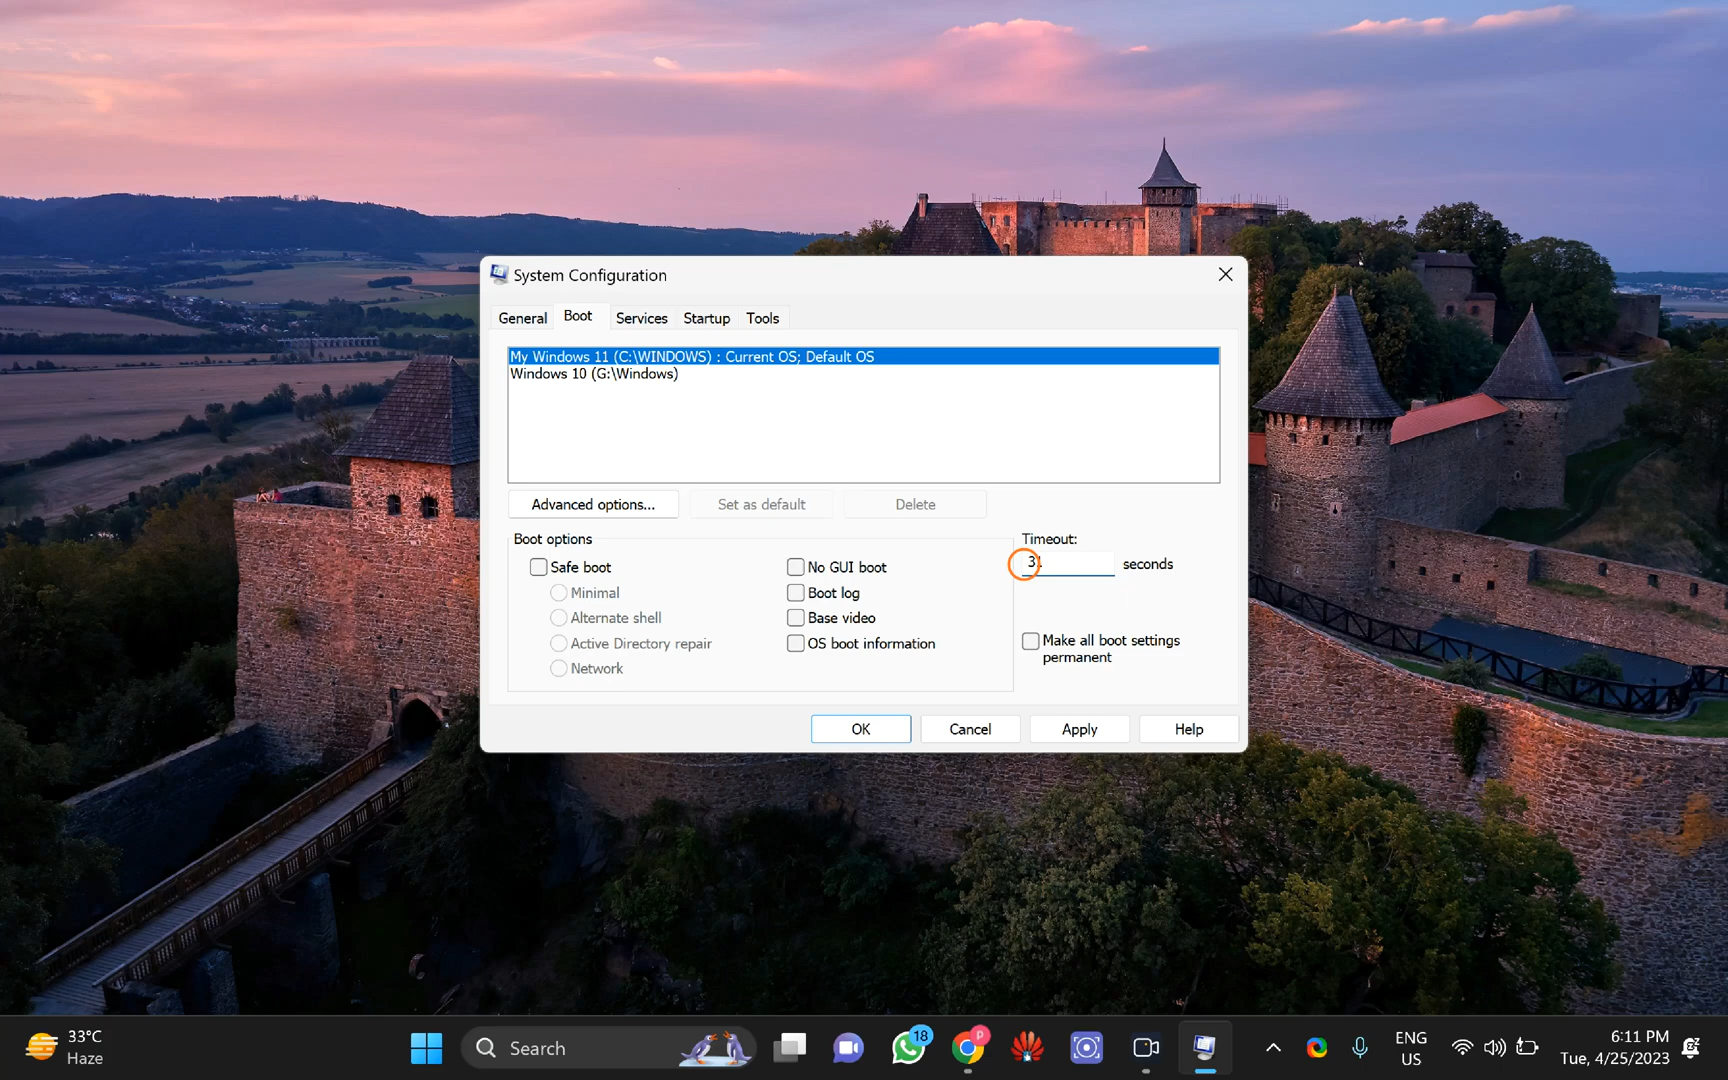 System Configuration
General Boot Services Startup Tools
My Windows 11 (C:\WINDOWS) : Current OS; Default OS
Windows 10 (G:\Windows)
Advanced options... Set as default Delete
Boot options
Timeout:
Safe boot
No GUI boot
31 seconds
Minimal
Boot log
Alternate shell
Base video
Active Directory repair
OS boot information
Make all boot settings
permanent
Network
OK Cancel Apply Help
33°C
Haze
Search
18
P
ENG
US
6:11 PM
Tue, 4/25/2023